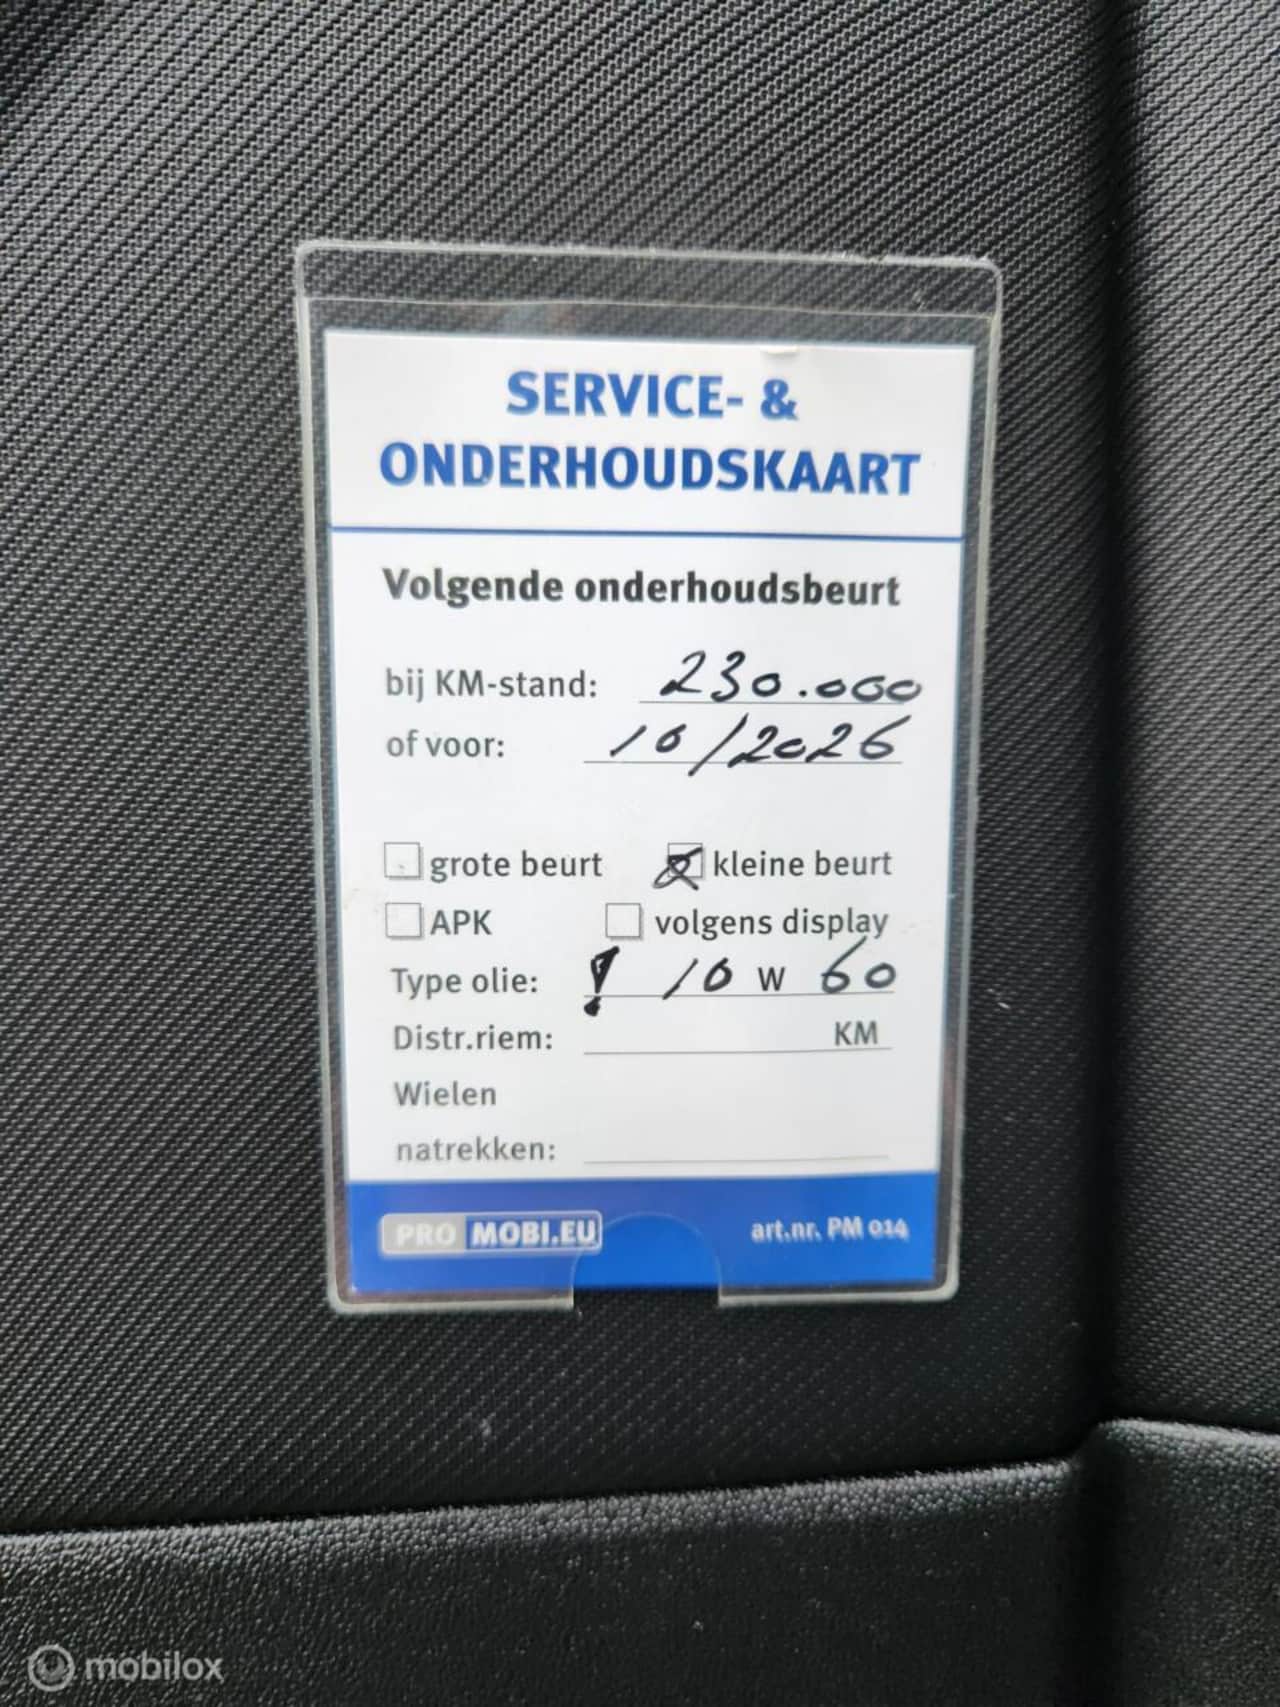 SERVICE- &
ONDERHOUDSKAART
Volgende onderhoudsbeurt
bij KM-stand: 230.000
of voor: 10/2026
grote beurt kleine beurt
APK volgens display
Type olie: ! 10 W 60
Distr.riem: KM
Wielen
natrekken:
PRO MOBI.EU art.nr. PM 014
mobilox